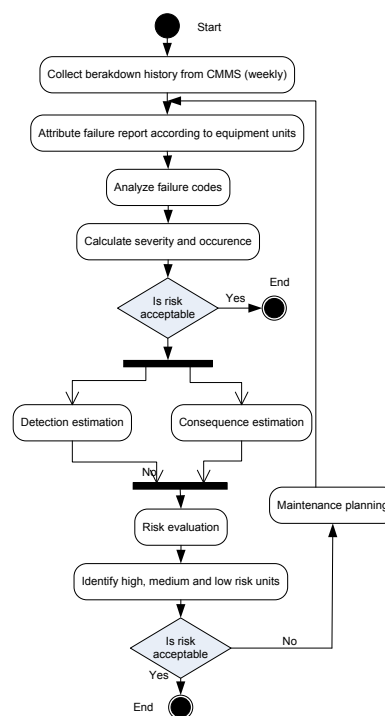 Start
Collect berakdown history from CMMS (weekly)
Attribute failure report according to equipment units
Analyze failure codes
Calculate severity and occurence
End
Is risk
acceptable
Yes
Detection estimation
Consequence estimation
No
Maintenance planning
Risk evaluation
Identify high, medium and low risk units
Is risk
acceptable
No
Yes
End